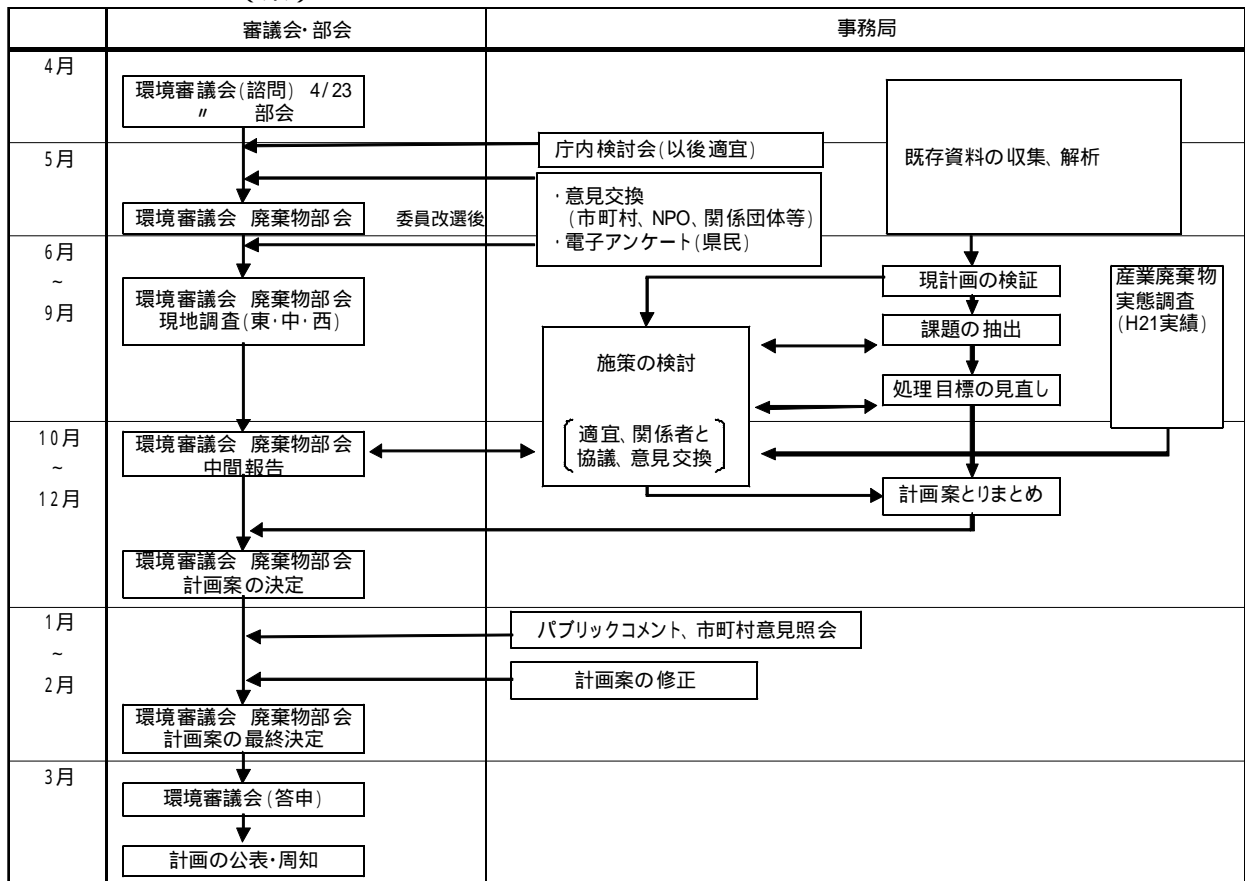 審議会・部会
事務局
4月
環境審議会(諮問) 4/23
〃 部会
5月
庁内検討会(以後適宜)
既存資料の収集、解析
・意見交換
(市町村、NPO、関係団体等)
・電子アンケート(県民)
環境審議会 廃棄物部会
委員改選後
6月
~
9月
環境審議会 廃棄物部会
現地調査(東・中・西)
現計画の検証
課題の抽出
処理目標の見直し
産業廃棄物
実態調査
(H21実績)
施策の検討
適宜、関係者と
協議、意見交換
10月
~
12月
環境審議会 廃棄物部会
中間報告
計画案とりまとめ
環境審議会 廃棄物部会
計画案の決定
1月
~
2月
パブリックコメント、市町村意見照会
計画案の修正
環境審議会 廃棄物部会
計画案の最終決定
3月
環境審議会(答申)
計画の公表・周知